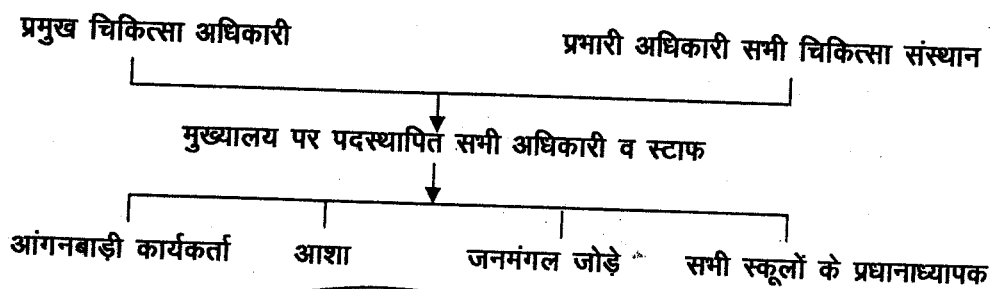 प्रमुख चिकित्सा अधिकारी
प्रभारी अधिकारी सभी चिकित्सा संस्थान
मुख्यालय पर पदस्थापित सभी अधिकारी व स्टाफ
आंगनबाड़ी कार्यकर्ता आशा जनमंगल जोड़े सभी स्कूलों के प्रधानाध्यापक